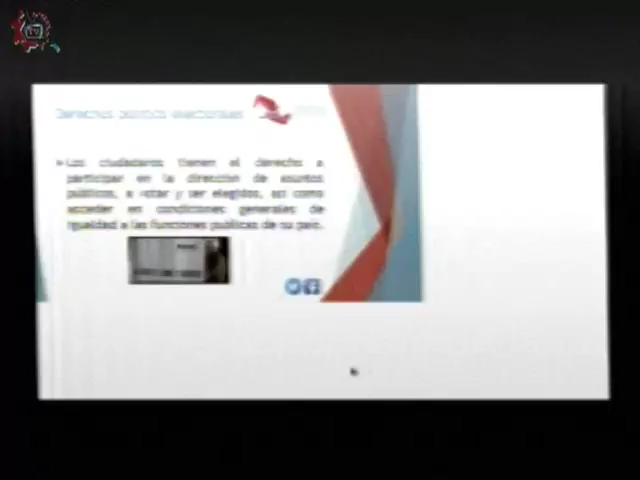 TV
Derechos político electorales
Los ciudadanos tienen el derecho a
participar en la dirección de asuntos
públicos, a votar y ser elegidos, así como
acceder en condiciones generales de
igualdad a las funciones públicas de su país.